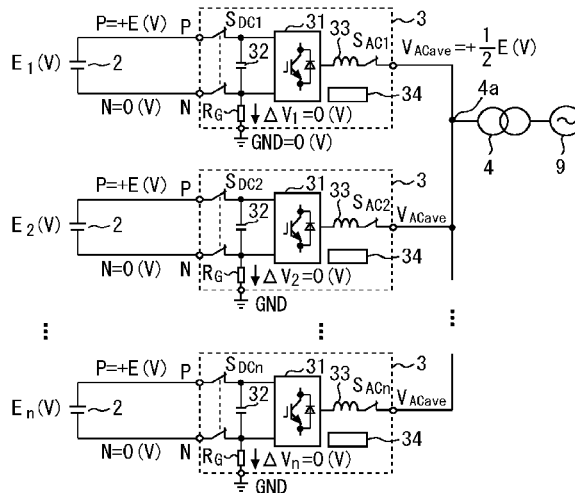 P=+E(V) P S_DC1 31 33 3
32 S_AC1 V_ACave=+1/2E(V)
E_1(V) 2
4a
34
N=0(V) N R_G ΔV_1=0(V)
GND=0(V)
4 9
P=+E(V) P S_DC2 31 33 3
32 S_AC2
E_2(V) 2 V_ACave
34
N=0(V) N R_G ΔV_2=0(V)
GND
⋮ ⋮ ⋮
P=+E(V) P S_DCn 31 33 3
32 S_ACn
E_n(V) 2 V_ACave
34
N=0(V) N R_G ΔV_n=0(V)
GND